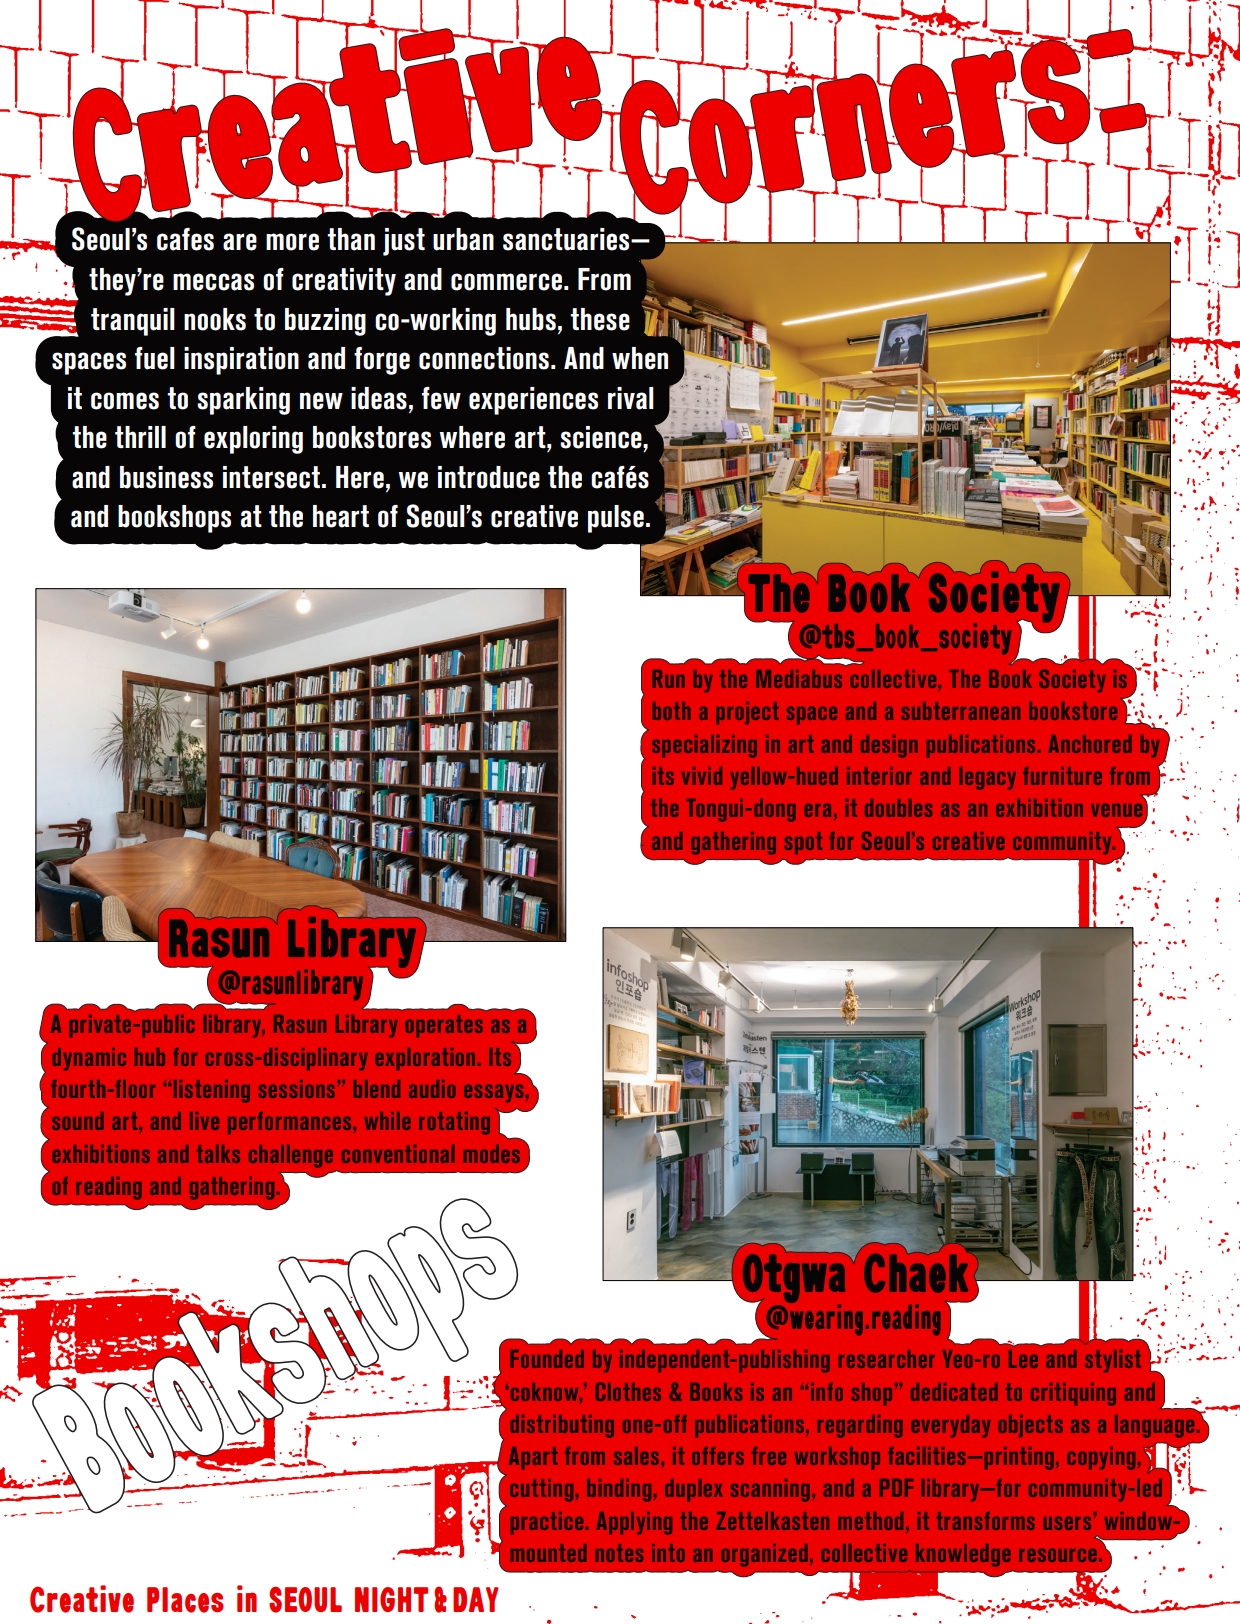 Creative Corners:
Seoul’s cafes are more than just urban sanctuaries—
they’re meccas of creativity and commerce. From
tranquil nooks to buzzing co-working hubs, these
spaces fuel inspiration and forge connections. And when
it comes to sparking new ideas, few experiences rival
the thrill of exploring bookstores where art, science,
and business intersect. Here, we introduce the cafés
and bookshops at the heart of Seoul’s creative pulse.
The Book Society
@tbs_book_society
Run by the Mediabus collective, The Book Society is
both a project space and a subterranean bookstore
specializing in art and design publications. Anchored by
its vivid yellow-hued interior and legacy furniture from
the Tongui-dong era, it doubles as an exhibition venue
and gathering spot for Seoul’s creative community.
Rasun Library
@rasunlibrary
A private-public library, Rasun Library operates as a
dynamic hub for cross-disciplinary exploration. Its
fourth-floor “listening sessions” blend audio essays,
sound art, and live performances, while rotating
exhibitions and talks challenge conventional modes
of reading and gathering.
infoshop
인포숍
Workshop
워크숍
Otgwa Chaek
@wearing.reading
Founded by independent-publishing researcher Yeo-ro Lee and stylist
‘coknow,’ Clothes & Books is an “info shop” dedicated to critiquing and
distributing one-off publications, regarding everyday objects as a language.
Apart from sales, it offers free workshop facilities—printing, copying,
cutting, binding, duplex scanning, and a PDF library—for community-led
practice. Applying the Zettelkasten method, it transforms users’ window-
mounted notes into an organized, collective knowledge resource.
Bookshops
Creative Places in SEOUL NIGHT & DAY